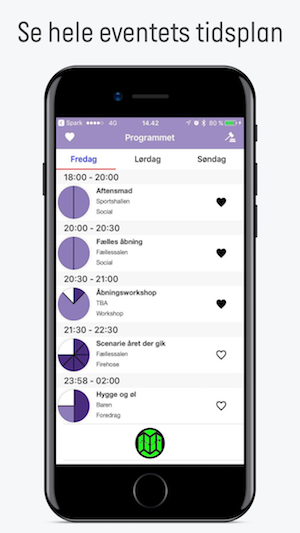 Se hele eventets tidsplan
Spark 4G 14.42 80 %
Programmet
Fredag Lørdag Søndag
18:00 - 20:00
Aftensmad
Sportshallen
Social
20:00 - 20:30
Fælles åbning
Fællessalen
Social
20:30 - 21:00
Åbningsworkshop
TBA
Workshop
21:30 - 22:30
Scenarie året der gik
Fællessalen
Firehose
23:58 - 02:00
Hygge og øl
Baren
Foredrag